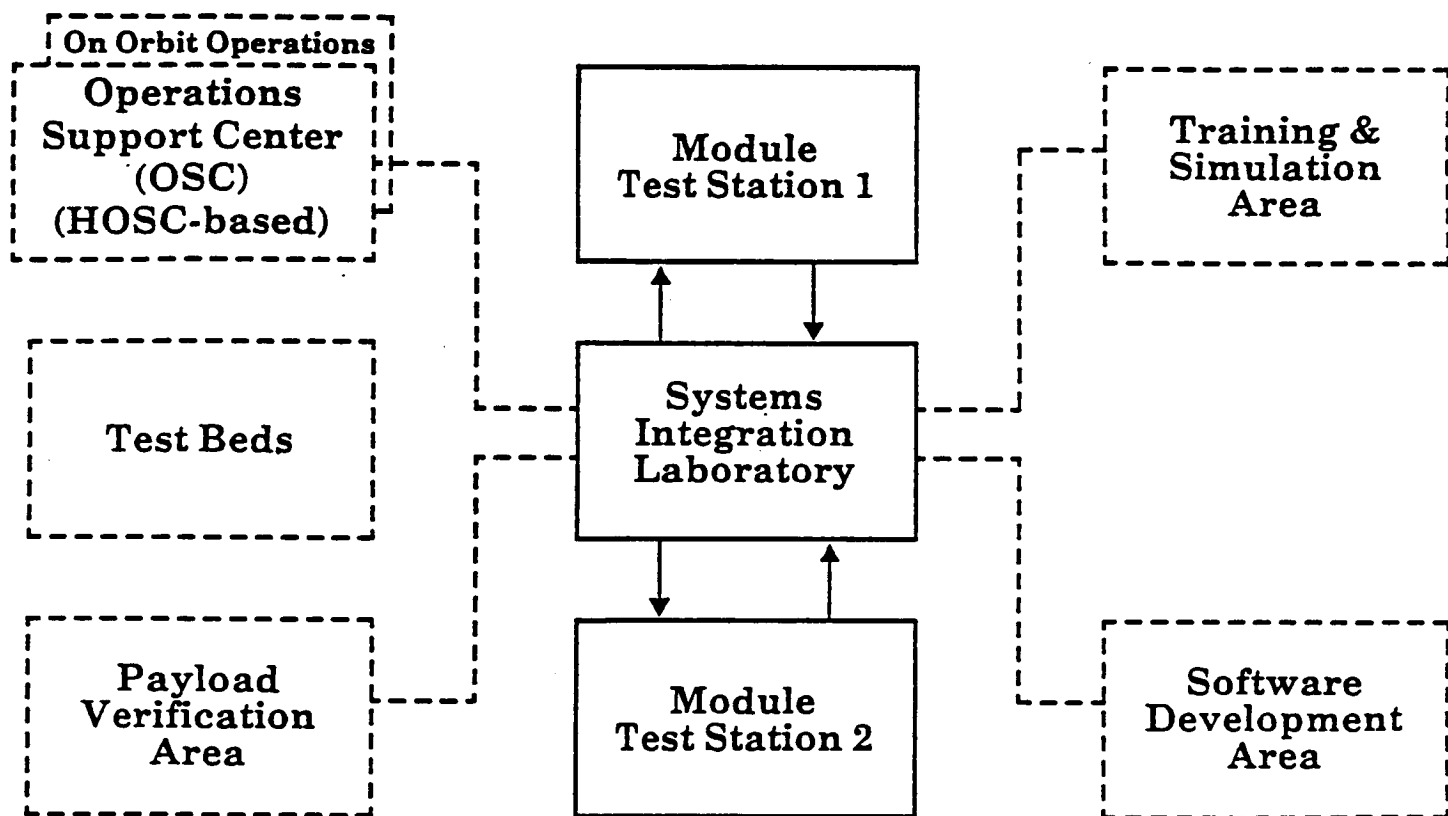 On Orbit Operations
Operations
Support Center
(OSC)
(HOSC-based)
Module
Test Station 1
Training &
Simulation
Area
Test Beds
Systems
Integration
Laboratory
Payload
Verification
Area
Module
Test Station 2
Software
Development
Area